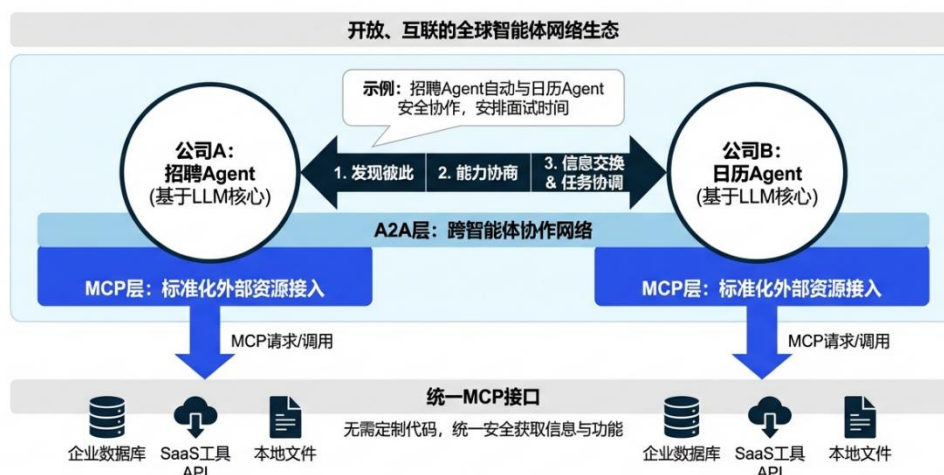 开放、互联的全球智能体网络生态
示例：招聘Agent自动与日历Agent
安全协作，安排面试时间
公司A：
招聘Agent
(基于LLM核心)
1. 发现彼此
2. 能力协商
3. 信息交换
& 任务协调
公司B：
日历Agent
(基于LLM核心)
A2A层：跨智能体协作网络
MCP层：标准化外部资源接入
MCP层：标准化外部资源接入
MCP请求/调用
MCP请求/调用
统一MCP接口
无需定制代码，统一安全获取信息与功能
企业数据库
SaaS工具
API
本地文件
企业数据库
SaaS工具
API
本地文件